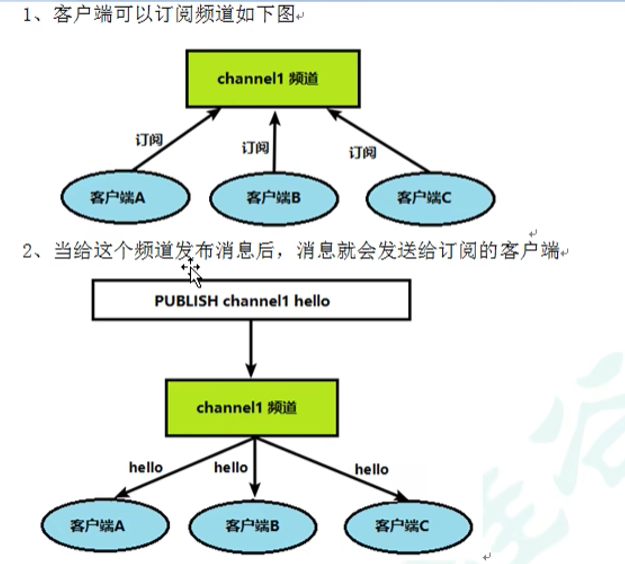 1、客户端可以订阅频道如下图
channel1 频道
订阅
订阅
订阅
客户端A
客户端B
客户端C
2、当给这个频道发布消息后，消息就会发送给订阅的客户端
PUBLISH channel1 hello
channel1 频道
hello
hello
hello
客户端A
客户端B
客户端C